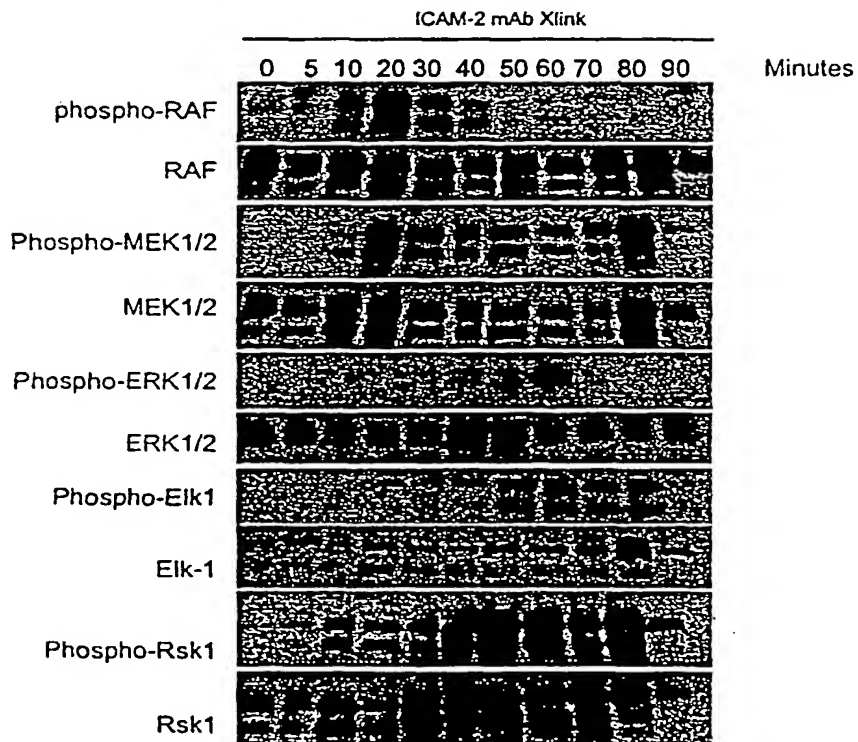 ICAM-2 mAb Xlink
0 5 10 20 30 40 50 60 70 80 90 Minutes
phospho-RAF
RAF
Phospho-MEK1/2
MEK1/2
Phospho-ERK1/2
ERK1/2
Phospho-Elk1
Elk-1
Phospho-Rsk1
Rsk1